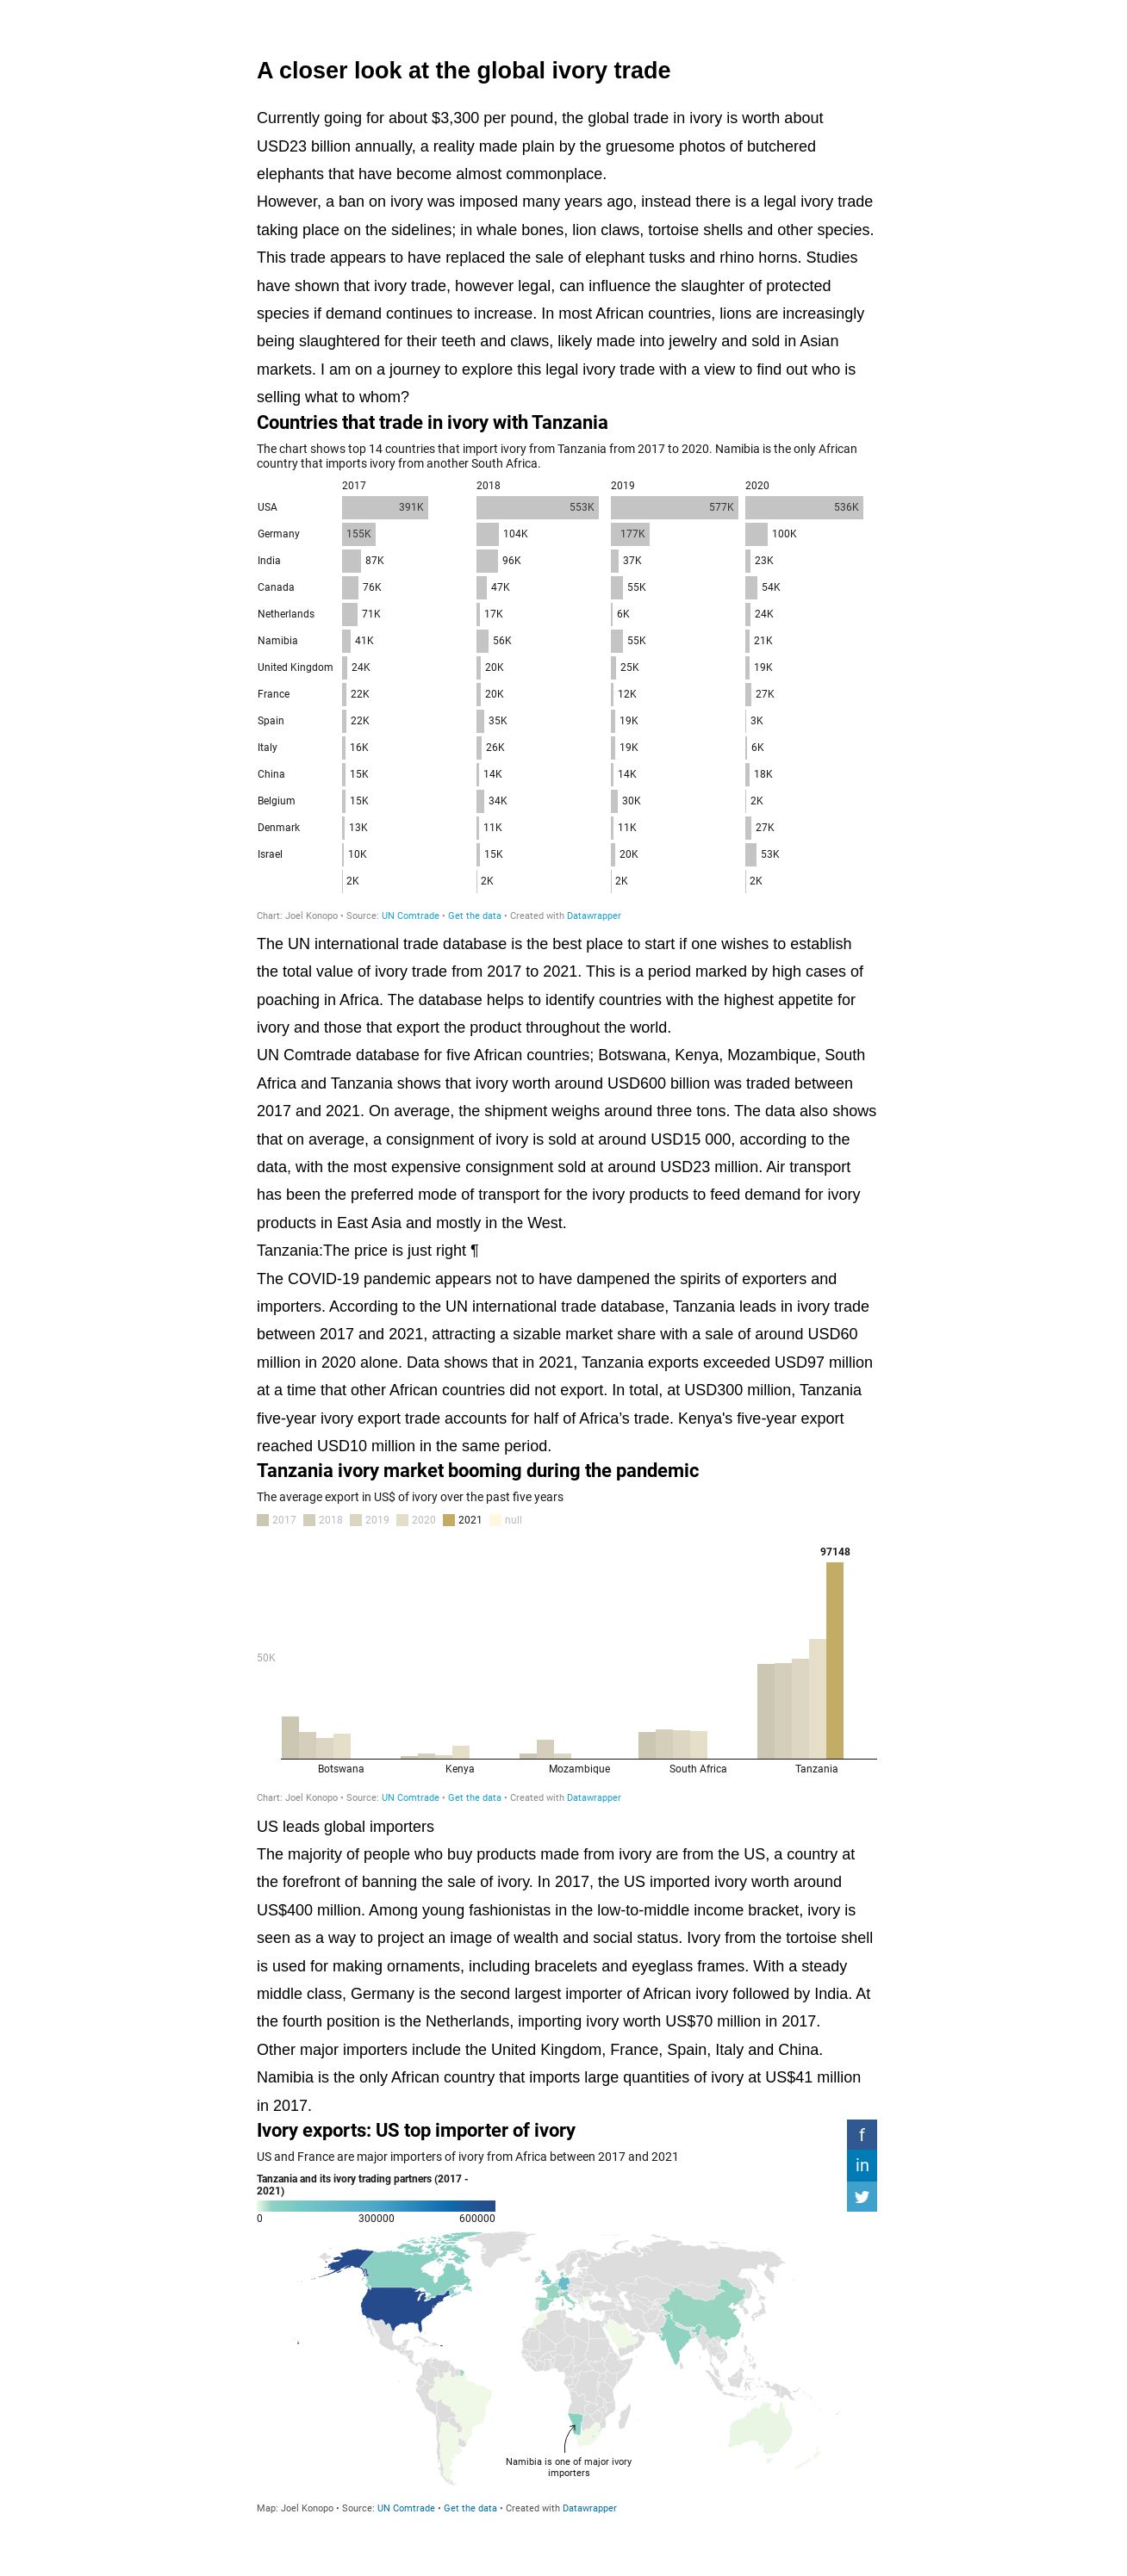 A closer look at the global ivory trade
Currently going for about $3,300 per pound, the global trade in ivory is worth about
USD23 billion annually, a reality made plain by the gruesome photos of butchered
elephants that have become almost commonplace.
However, a ban on ivory was imposed many years ago, instead there is a legal ivory trade
taking place on the sidelines; in whale bones, lion claws, tortoise shells and other species.
This trade appears to have replaced the sale of elephant tusks and rhino horns. Studies
have shown that ivory trade, however legal, can influence the slaughter of protected
species if demand continues to increase. In most African countries, lions are increasingly
being slaughtered for their teeth and claws, likely made into jewelry and sold in Asian
markets. I am on a journey to explore this legal ivory trade with a view to find out who is
selling what to whom?
Countries that trade in ivory with Tanzania
The chart shows top 14 countries that import ivory from Tanzania from 2017 to 2020. Namibia is the only African
country that imports ivory from another South Africa.
2017 2018 2019 2020
USA 391K 553K 577K 536K
Germany 155K 104K 177K 100K
India 87K 96K 37K 23K
Canada 76K 47K 55K 54K
Netherlands 71K 17K 6K 24K
Namibia 41K 56K 55K 21K
United Kingdom 24K 20K 25K 19K
France 22K 20K 12K 27K
Spain 22K 35K 19K 3K
Italy 16K 26K 19K 6K
China 15K 14K 14K 18K
Belgium 15K 34K 30K 2K
Denmark 13K 11K 11K 27K
Israel 10K 15K 20K 53K
2K 2K 2K 2K
Chart: Joel Konopo • Source: UN Comtrade • Get the data • Created with Datawrapper
The UN international trade database is the best place to start if one wishes to establish
the total value of ivory trade from 2017 to 2021. This is a period marked by high cases of
poaching in Africa. The database helps to identify countries with the highest appetite for
ivory and those that export the product throughout the world.
UN Comtrade database for five African countries; Botswana, Kenya, Mozambique, South
Africa and Tanzania shows that ivory worth around USD600 billion was traded between
2017 and 2021. On average, the shipment weighs around three tons. The data also shows
that on average, a consignment of ivory is sold at around USD15 000, according to the
data, with the most expensive consignment sold at around USD23 million. Air transport
has been the preferred mode of transport for the ivory products to feed demand for ivory
products in East Asia and mostly in the West.
Tanzania:The price is just right ¶
The COVID-19 pandemic appears not to have dampened the spirits of exporters and
importers. According to the UN international trade database, Tanzania leads in ivory trade
between 2017 and 2021, attracting a sizable market share with a sale of around USD60
million in 2020 alone. Data shows that in 2021, Tanzania exports exceeded USD97 million
at a time that other African countries did not export. In total, at USD300 million, Tanzania
five-year ivory export trade accounts for half of Africa’s trade. Kenya's five-year export
reached USD10 million in the same period.
Tanzania ivory market booming during the pandemic
The average export in US$ of ivory over the past five years
2017 2018 2019 2020 2021 null
97148
50K
Botswana Kenya Mozambique South Africa Tanzania
Chart: Joel Konopo • Source: UN Comtrade • Get the data • Created with Datawrapper
US leads global importers
The majority of people who buy products made from ivory are from the US, a country at
the forefront of banning the sale of ivory. In 2017, the US imported ivory worth around
US$400 million. Among young fashionistas in the low-to-middle income bracket, ivory is
seen as a way to project an image of wealth and social status. Ivory from the tortoise shell
is used for making ornaments, including bracelets and eyeglass frames. With a steady
middle class, Germany is the second largest importer of African ivory followed by India. At
the fourth position is the Netherlands, importing ivory worth US$70 million in 2017.
Other major importers include the United Kingdom, France, Spain, Italy and China.
Namibia is the only African country that imports large quantities of ivory at US$41 million
in 2017.
Ivory exports: US top importer of ivory
f
US and France are major importers of ivory from Africa between 2017 and 2021
in
Tanzania and its ivory trading partners (2017 -
2021)
0 300000 600000
Namibia is one of major ivory
importers
Map: Joel Konopo • Source: UN Comtrade • Get the data • Created with Datawrapper